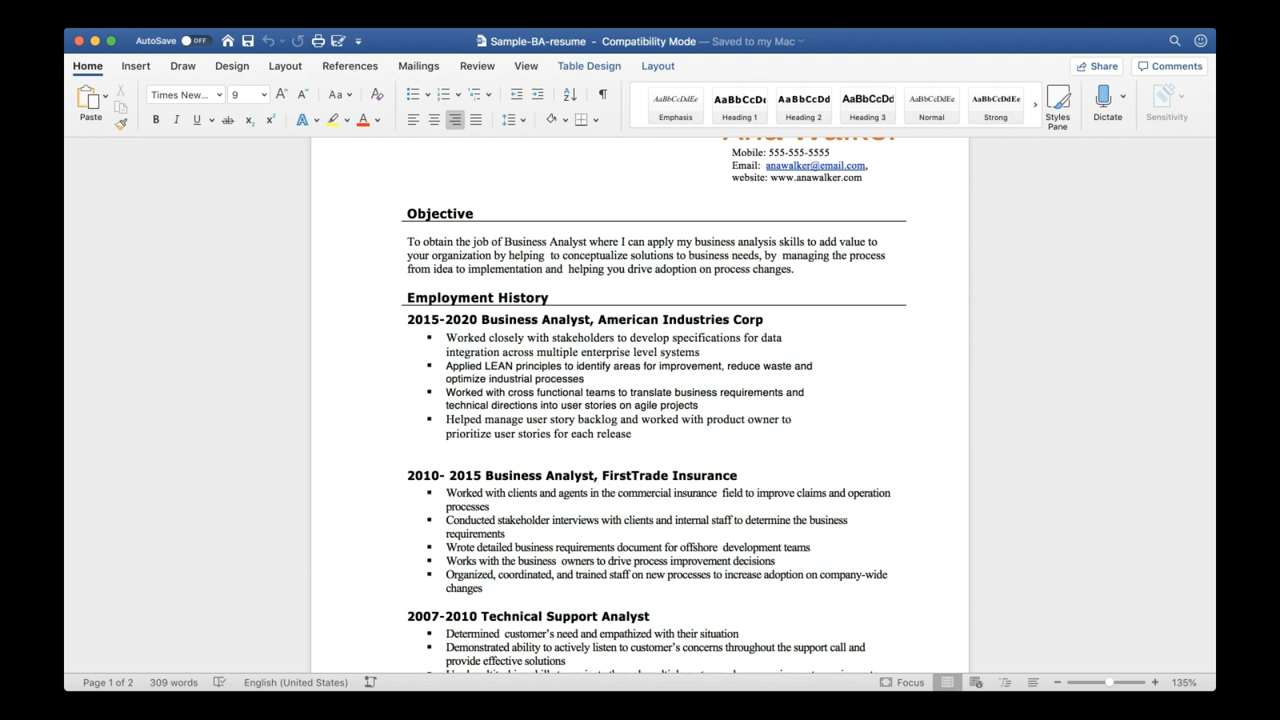 AutoSave OFF Sample-BA-resume - Compatibility Mode — Saved to my Mac
Home Insert Draw Design Layout References Mailings Review View Table Design Layout Share Comments
Paste Times New... 9 Aa
AaBbCcDdEe AaBbCcDc AaBbCcDd AaBbCcDd AaBbCcDdEe AaBbCcDdEe
Emphasis Heading 1 Heading 2 Heading 3 Normal Strong
Styles Pane Dictate Sensitivity
Mobile: 555-555-5555
Email: anawalker@email.com,
website: www.anawalker.com
Objective
To obtain the job of Business Analyst where I can apply my business analysis skills to add value to
your organization by helping to conceptualize solutions to business needs, by managing the process
from idea to implementation and helping you drive adoption on process changes.
Employment History
2015-2020 Business Analyst, American Industries Corp
▪ Worked closely with stakeholders to develop specifications for data
integration across multiple enterprise level systems
▪ Applied LEAN principles to identify areas for improvement, reduce waste and
optimize industrial processes
▪ Worked with cross functional teams to translate business requirements and
technical directions into user stories on agile projects
▪ Helped manage user story backlog and worked with product owner to
prioritize user stories for each release
2010- 2015 Business Analyst, FirstTrade Insurance
▪ Worked with clients and agents in the commercial insurance field to improve claims and operation
processes
▪ Conducted stakeholder interviews with clients and internal staff to determine the business
requirements
▪ Wrote detailed business requirements document for offshore development teams
▪ Works with the business owners to drive process improvement decisions
▪ Organized, coordinated, and trained staff on new processes to increase adoption on company-wide
changes
2007-2010 Technical Support Analyst
▪ Determined customer's need and empathized with their situation
▪ Demonstrated ability to actively listen to customer's concerns throughout the support call and
provide effective solutions
Page 1 of 2 309 words English (United States) Focus 135%